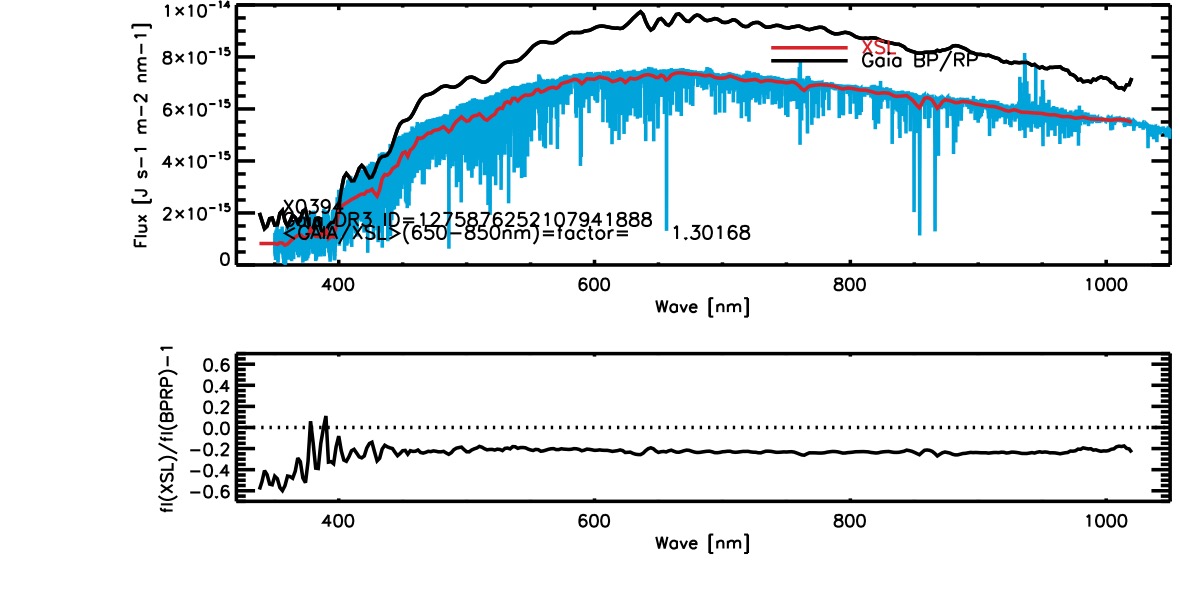 1×10-14
8×10-15
6×10-15
4×10-15
2×10-15
0
Flux [J s-1 m-2 nm-1]
XSL
Gaia BP/RP
X0394
Gaia DR3 ID=1275876252107941888
<GAIA/XSL>(650-850nm)=factor= 1.30168
400 600 800 1000
Wave [nm]
0.6
0.4
0.2
0.0
-0.2
-0.4
-0.6
fl(XSL)/fl(BPRP)-1
400 600 800 1000
Wave [nm]